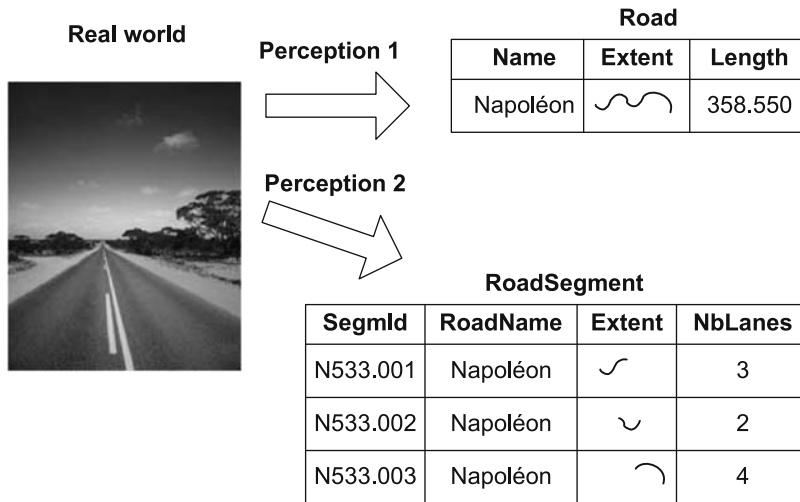 Real world
Perception 1
Road
Name Extent Length
Napoléon 358.550
Perception 2
RoadSegment
SegmId RoadName Extent NbLanes
N533.001 Napoléon 3
N533.002 Napoléon 2
N533.003 Napoléon 4